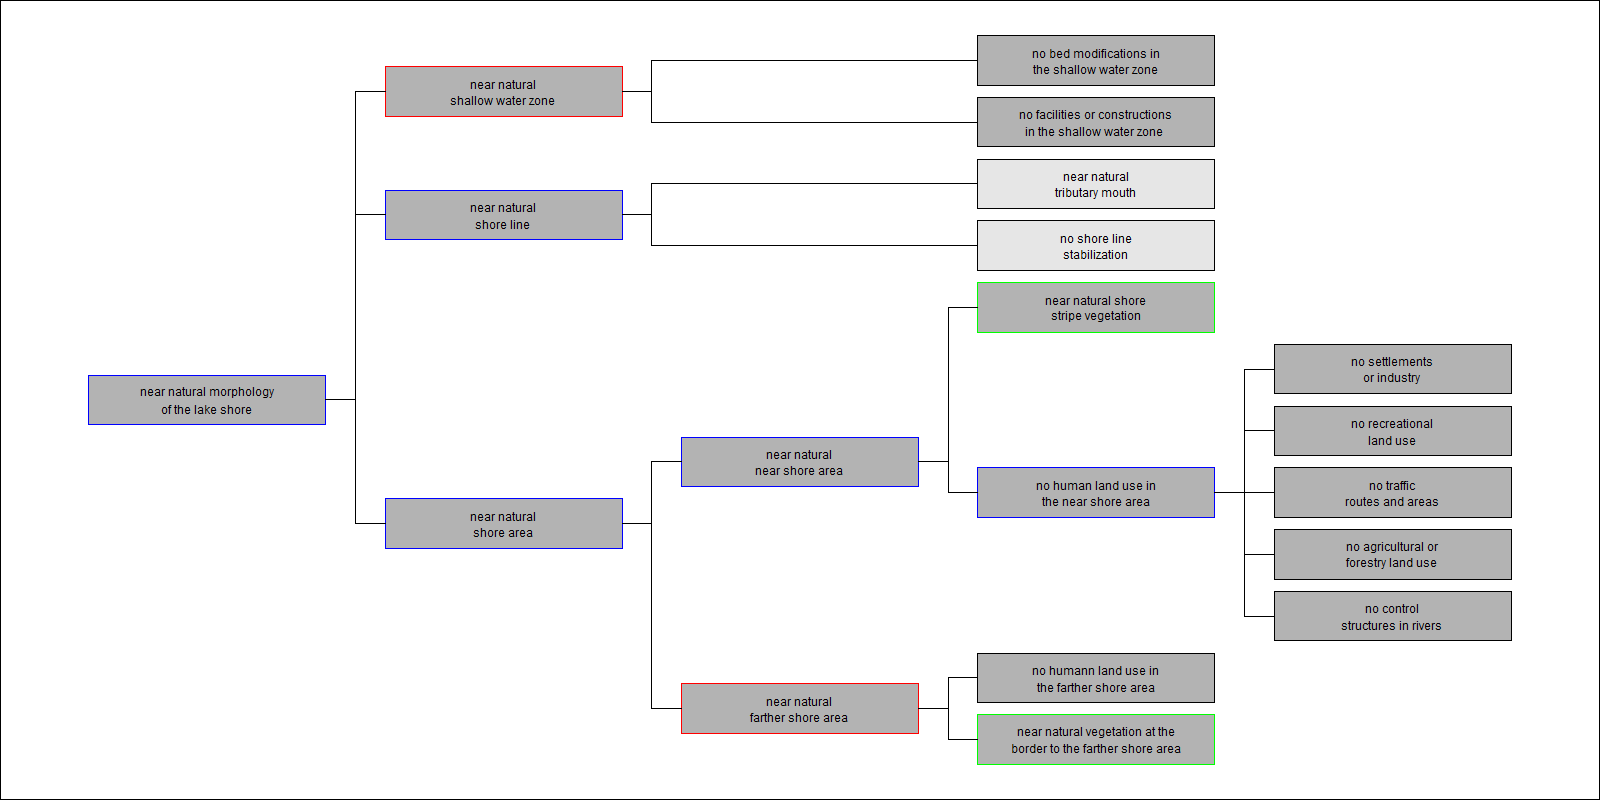 near natural morphology
of the lake shore
near natural
shallow water zone
no bed modifications in
the shallow water zone
no facilities or constructions
in the shallow water zone
near natural
shore line
near natural
tributary mouth
no shore line
stabilization
near natural
shore area
near natural
near shore area
near natural shore
stripe vegetation
no human land use in
the near shore area
no settlements
or industry
no recreational
land use
no traffic
routes and areas
no agricultural or
forestry land use
no control
structures in rivers
near natural
farther shore area
no humann land use in
the farther shore area
near natural vegetation at the
border to the farther shore area